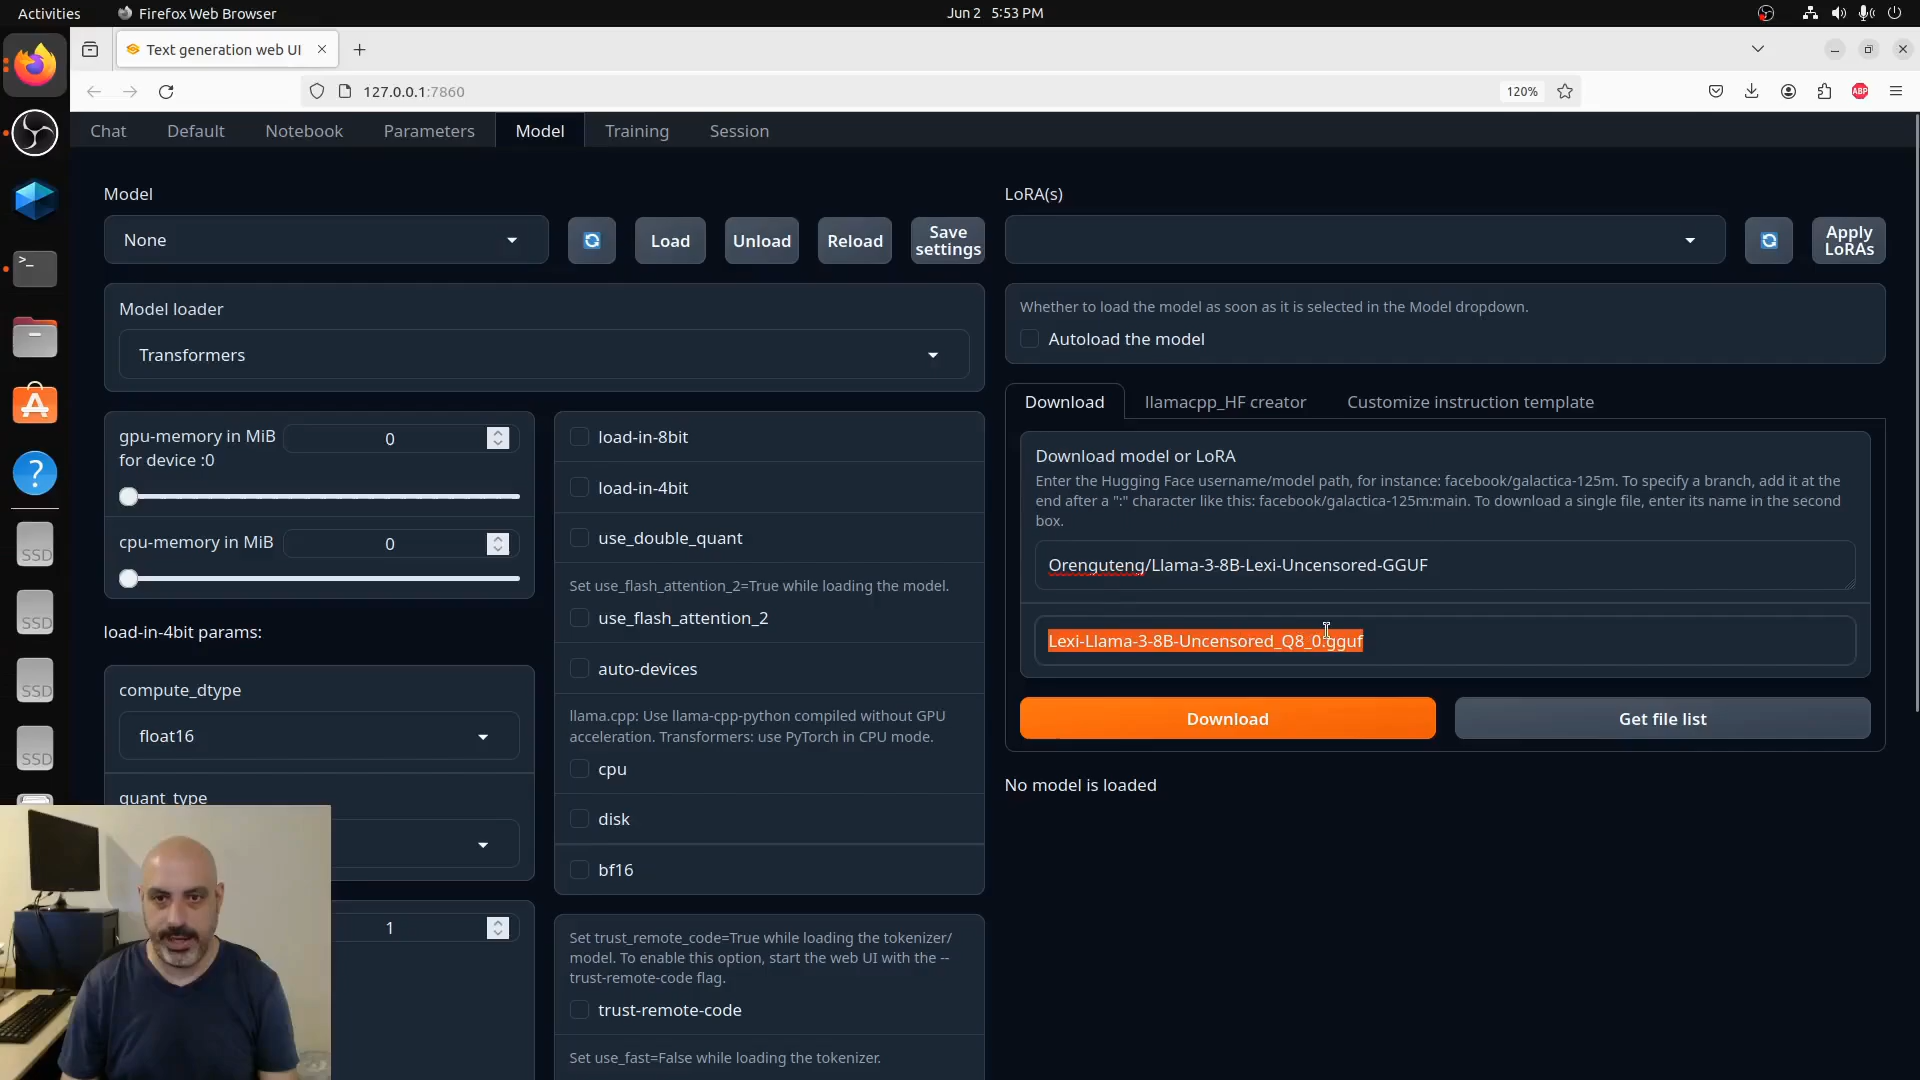 Activities
Firefox Web Browser
Jun 2 5:53 PM
Text generation web UI
127.0.0.1:7860
120%
ABP
Chat
Default
Notebook
Parameters
Model
Training
Session
Model
None
Load
Unload
Reload
Save settings
LoRA(s)
Apply LoRAs
Model loader
Transformers
Whether to load the model as soon as it is selected in the Model dropdown.
Autoload the model
gpu-memory in MiB
for device :0
0
cpu-memory in MiB
0
load-in-4bit params:
compute_dtype
float16
quant_type
1
load-in-8bit
load-in-4bit
use_double_quant
Set use_flash_attention_2=True while loading the model.
use_flash_attention_2
auto-devices
llama.cpp: Use llama-cpp-python compiled without GPU
acceleration. Transformers: use PyTorch in CPU mode.
cpu
disk
bf16
Set trust_remote_code=True while loading the tokenizer/
model. To enable this option, start the web UI with the --
trust-remote-code flag.
trust-remote-code
Set use_fast=False while loading the tokenizer.
Download
llamacpp_HF creator
Customize instruction template
Download model or LoRA
Enter the Hugging Face username/model path, for instance: facebook/galactica-125m. To specify a branch, add it at the
end after a ":" character like this: facebook/galactica-125m:main. To download a single file, enter its name in the second
box.
Orenguteng/Llama-3-8B-Lexi-Uncensored-GGUF
Lexi-Llama-3-8B-Uncensored_Q8_0.gguf
Download
Get file list
No model is loaded
SSD
SSD
SSD
SSD